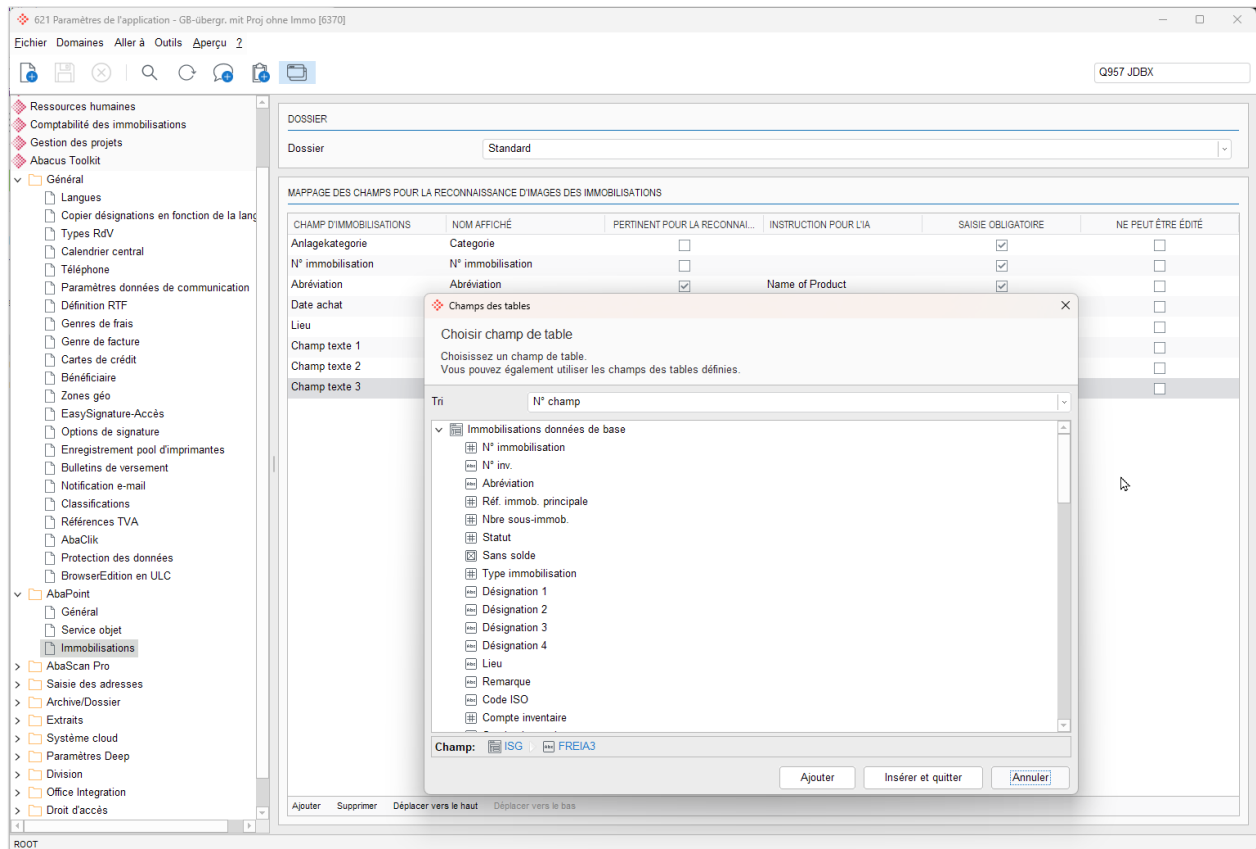 621 Paramètres de l'application - GB-übergr. mit Proj ohne Immo [6370]
Fichier Domaines Aller à Outils Aperçu ?
Q957 JDBX
Ressources humaines
Comptabilité des immobilisations
Gestion des projets
Abacus Toolkit
Général
Langues
Copier désignations en fonction de la lang
Types RdV
Calendrier central
Téléphone
Paramètres données de communication
Définition RTF
Genres de frais
Genre de facture
Cartes de crédit
Bénéficiaire
Zones géo
EasySignature-Accès
Options de signature
Enregistrement pool d'imprimantes
Bulletins de versement
Notification e-mail
Classifications
Références TVA
AbaClik
Protection des données
BrowserEdition en ULC
AbaPoint
Général
Service objet
Immobilisations
AbaScan Pro
Saisie des adresses
Archive/Dossier
Extraits
Système cloud
Paramètres Deep
Division
Office Integration
Droit d'accés
ROOT
DOSSIER
Dossier Standard
MAPPAGE DES CHAMPS POUR LA RECONNAISSANCE D'IMAGES DES IMMOBILISATIONS
CHAMP D'IMMOBILISATIONS NOM AFFICHÉ PERTINENT POUR LA RECONNAI... INSTRUCTION POUR L'IA SAISIE OBLIGATOIRE NE PEUT ÊTRE ÉDITÉ
Anlagekategorie Categorie
N° immobilisation N° immobilisation
Abréviation Abréviation Name of Product
Date achat
Lieu
Champ texte 1
Champ texte 2
Champ texte 3
Champs des tables
Choisir champ de table
Choisissez un champ de table.
Vous pouvez également utiliser les champs des tables définies.
Tri N° champ
Immobilisations données de base
N° immobilisation
N° inv.
Abréviation
Réf. immob. principale
Nbre sous-immob.
Statut
Sans solde
Type immobilisation
Désignation 1
Désignation 2
Désignation 3
Désignation 4
Lieu
Remarque
Code ISO
Compte inventaire
Champ: ISG FREIA3
Ajouter Insérer et quitter Annuler
Ajouter Supprimer Déplacer vers le haut Déplacer vers le bas